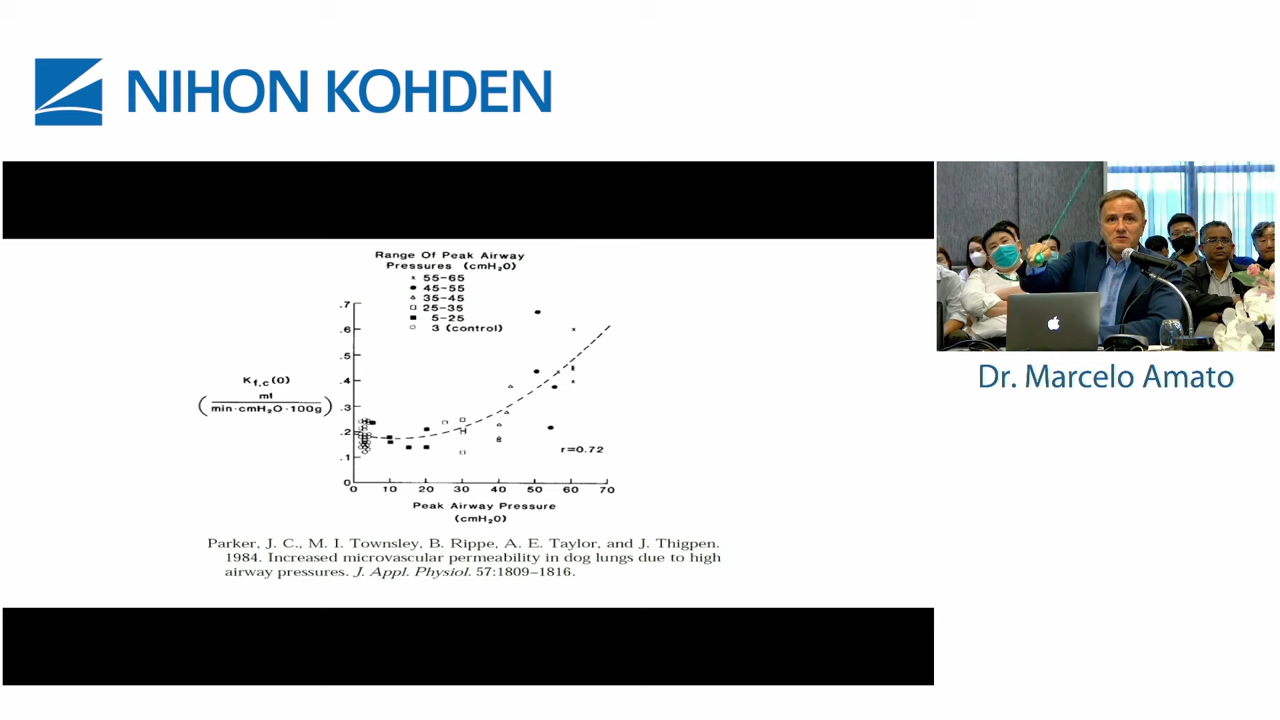 NIHON KOHDEN
Range Of Peak Airway
Pressures (cmH₂O)
× 55-65
● 45-55
△ 35-45
□ 25-35
■ 5-25
○ 3 (control)
.7
.6
.5
.4
.3
.2
.1
0
Kf,c(0)
ml
min·cmH₂O·100g
r=0.72
0 10 20 30 40 50 60 70
Peak Airway Pressure
(cmH₂O)
Parker, J. C., M. I. Townsley, B. Rippe, A. E. Taylor, and J. Thigpen.
1984. Increased microvascular permeability in dog lungs due to high
airway pressures. J. Appl. Physiol. 57:1809–1816.
Dr. Marcelo Amato